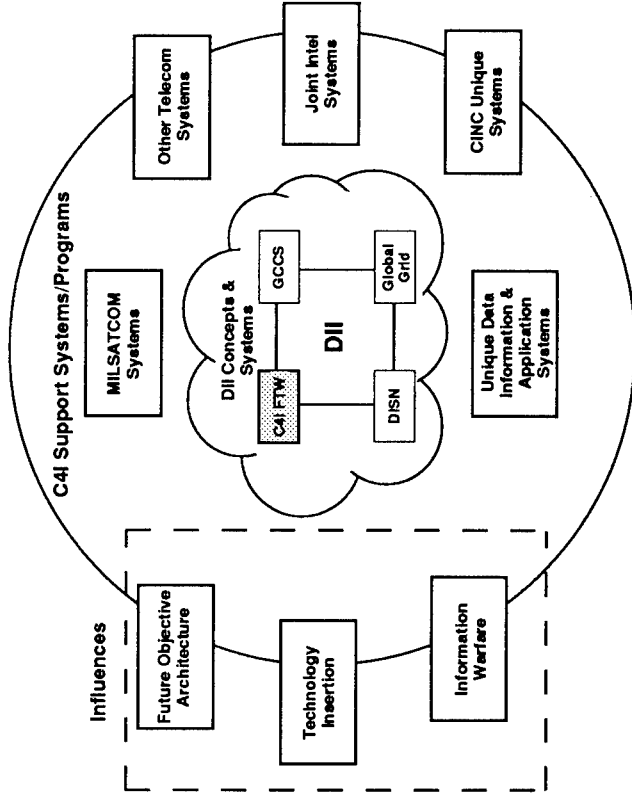 C4I Support Systems/Programs
Influences
Future Objective
Architecture
Technology
Insertion
Information
Warfare
MILSATCOM
Systems
DII Concepts &
Systems
C4I FTW
GCCS
DII
DISN
Global
Grid
Unique Data
Information &
Application
Systems
Other Telecom
Systems
Joint Intel
Systems
CINC Unique
Systems